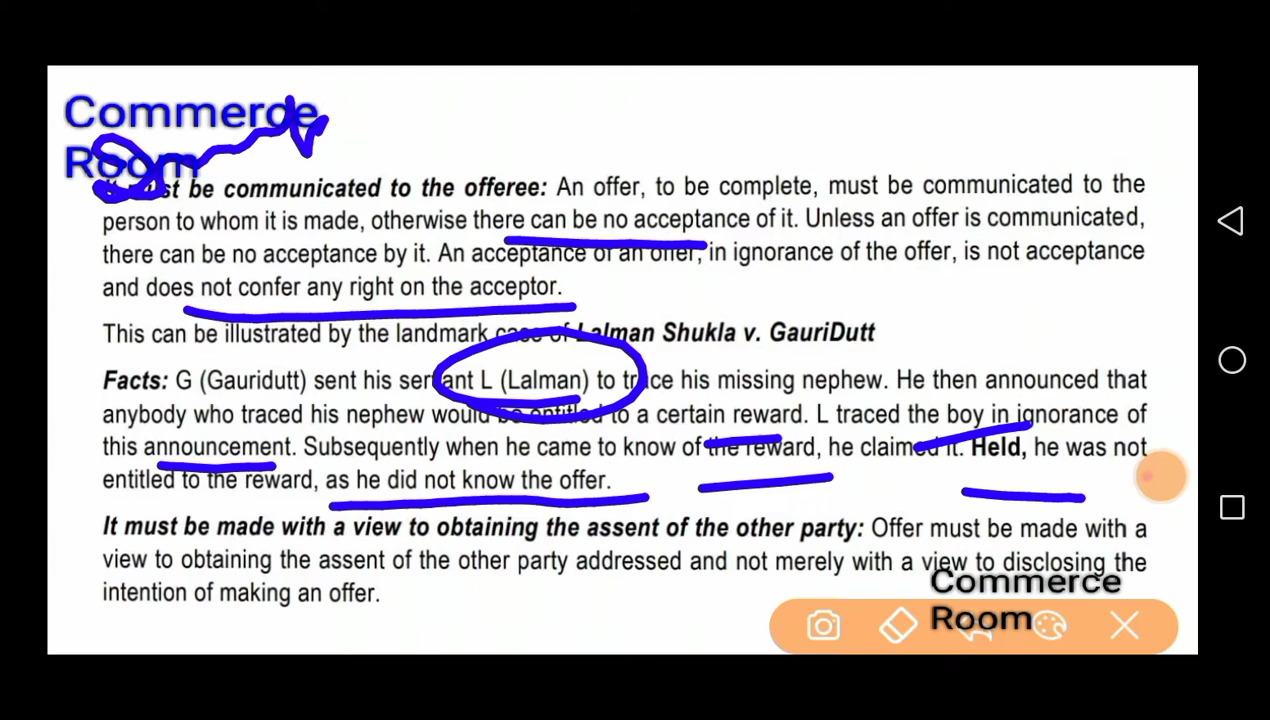 Commerce
Room
It must be communicated to the offeree: An offer, to be complete, must be communicated to the
person to whom it is made, otherwise there can be no acceptance of it. Unless an offer is communicated,
there can be no acceptance by it. An acceptance of an offer, in ignorance of the offer, is not acceptance
and does not confer any right on the acceptor.
This can be illustrated by the landmark case of Lalman Shukla v. GauriDutt
Facts: G (Gauridutt) sent his servant L (Lalman) to trace his missing nephew. He then announced that
anybody who traced his nephew would be entitled to a certain reward. L traced the boy in ignorance of
this announcement. Subsequently when he came to know of the reward, he claimed it. Held, he was not
entitled to the reward, as he did not know the offer.
It must be made with a view to obtaining the assent of the other party: Offer must be made with a
view to obtaining the assent of the other party addressed and not merely with a view to disclosing the
intention of making an offer.
Commerce
Room